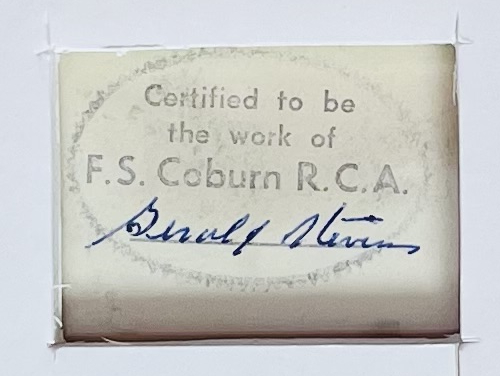 Certified to be
the work of
F.S. Coburn R.C.A.
Gerald Stevens